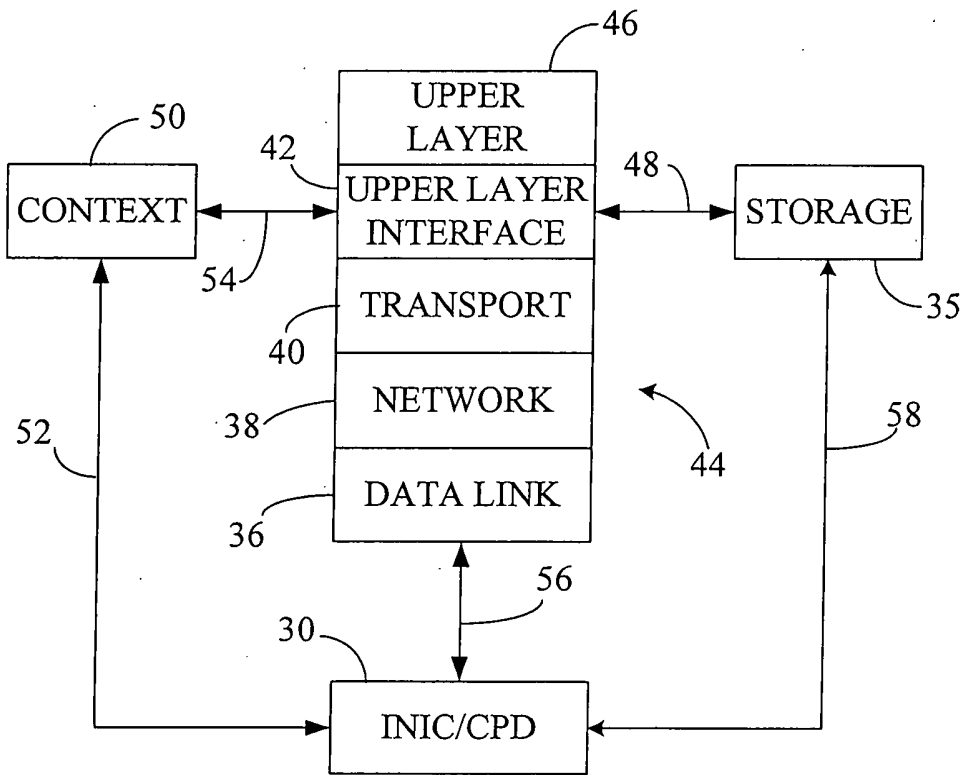 46
UPPER
LAYER
50
42
48
CONTEXT
UPPER LAYER
INTERFACE
STORAGE
54
35
TRANSPORT
40
NETWORK
38
52
58
44
DATA LINK
36
56
30
INIC/CPD